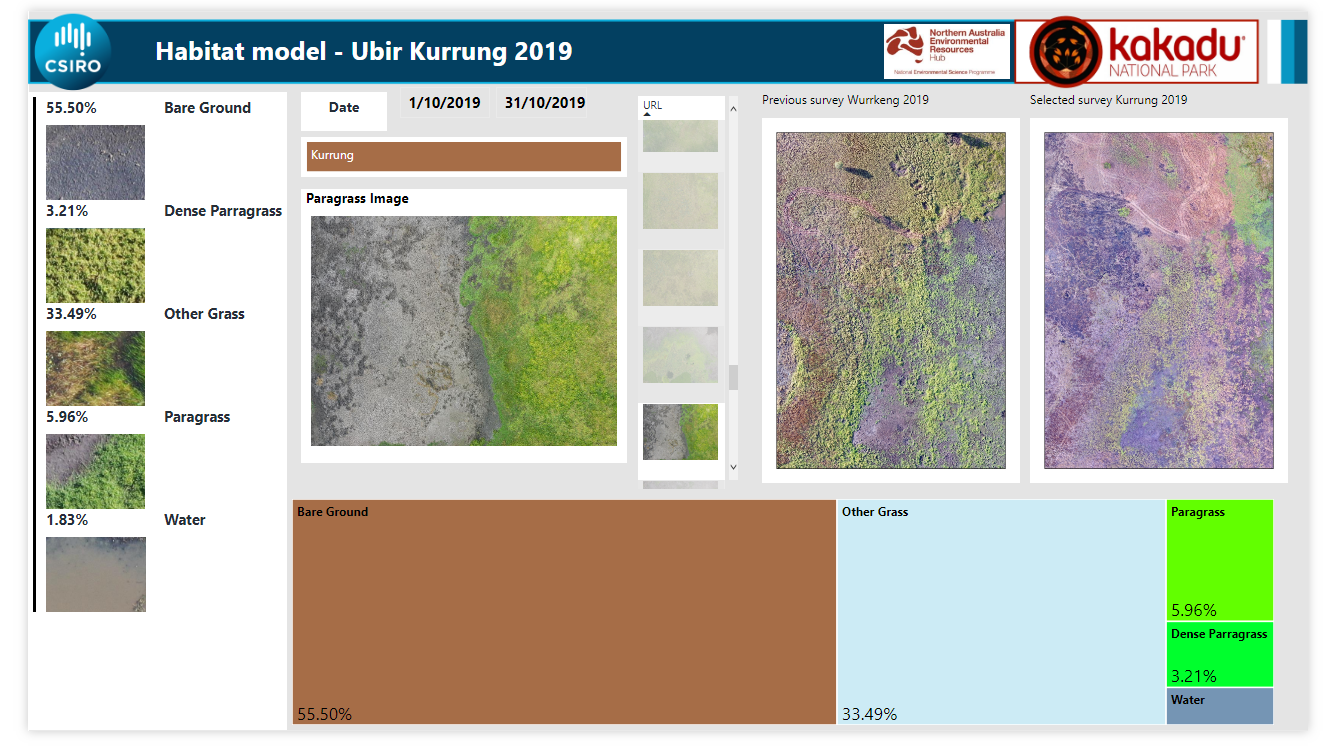 CSIRO
Habitat model - Ubir Kurrung 2019
Northern Australia
Environmental
Resources
Hub
National Environmental Science Programme
kakadu
NATIONAL PARK
55.50% Bare Ground
3.21% Dense Parragrass
33.49% Other Grass
5.96% Paragrass
1.83% Water
Date
1/10/2019 31/10/2019
Kurrung
Paragrass Image
URL
Previous survey Wurrkeng 2019
Selected survey Kurrung 2019
Bare Ground
55.50%
Other Grass
33.49%
Paragrass
5.96%
Dense Parragrass
3.21%
Water